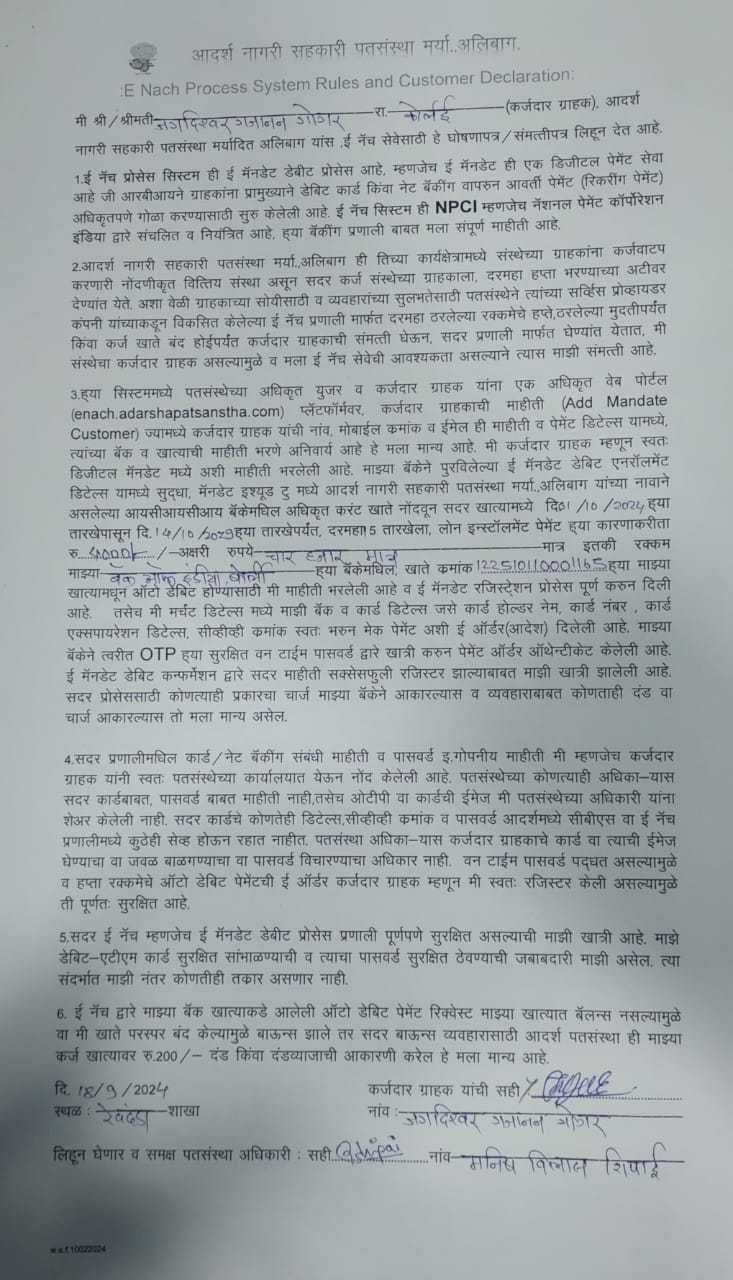 आदर्श नागरी सहकारी पतसंस्था मर्या.,अलिबाग.
:E Nach Process System Rules and Customer Declaration:
मी श्री/श्रीमती जगदिश्वर गजानन गोगर रा. कोर्लई (कर्जदार ग्राहक), आदर्श
नागरी सहकारी पतसंस्था मर्यादित अलिबाग यांस ,ई नॅच सेवेसाठी हे घोषणापत्र/संमत्तीपत्र लिहून देत आहे.
1.ई नॅच प्रोसेस सिस्टम ही ई मॅनडेट डेबीट प्रोसेस आहे. म्हणजेच ई मॅनडेट ही एक डिजीटल पेमेंट सेवा
आहे जी आरबीआयने ग्राहकांना प्रामुख्याने डेबिट कार्ड किंवा नेट बॅकींग वापरुन आवर्ती पेमेंट (रिकरींग पेमेंट)
अधिकृतपणे गोळा करण्यासाठी सुरु केलेली आहे. ई नॅच सिस्टम ही NPCI म्हणजेच नॅशनल पेमेंट कॉर्पोरेशन
इंडिया द्वारे संचलित व नियंत्रित आहे, ह्या बॅकींग प्रणाली बाबत मला संपूर्ण माहीती आहे.
2.आदर्श नागरी सहकारी पतसंस्था मर्या.,अलिबाग ही तिच्या कार्यक्षेत्रामध्ये संस्थेच्या ग्राहकांना कर्जवाटप
करणारी नोंदणीकृत वित्तिय संस्था असून सदर कर्ज संस्थेच्या ग्राहकाला, दरमहा हप्ता भरण्याच्या अटीवर
देण्यांत येते. अशा वेळी ग्राहकाच्या सोयीसाठी व व्यवहारांच्या सुलभतेसाठी पतसंस्थेने त्यांच्या सर्व्हिस प्रोव्हायडर
कंपनी यांच्याकडून विकसित केलेल्या ई नॅच प्रणाली मार्फत दरमहा ठरलेल्या रक्कमेचे हप्ते,ठरलेल्या मुदतीपर्यंत
किंवा कर्ज खाते बंद होईपर्यंत कर्जदार ग्राहकाची संमत्ती घेऊन, सदर प्रणाली मार्फत घेण्यांत येतात, मी
संस्थेचा कर्जदार ग्राहक असल्यामुळे व मला ई नॅच सेवेची आवश्यकता असल्याने त्यास माझी संमत्ती आहे.
3.ह्या सिस्टममध्ये पतसंस्थेच्या अधिकृत युजर व कर्जदार ग्राहक यांना एक अधिकृत वेब पोर्टल
(enach.adarshapatsanstha.com) प्लॅटफॉर्मवर, कर्जदार ग्राहकाची माहीती (Add Mandate
Customer) ज्यामध्ये कर्जदार ग्राहक यांची नांव, मोबाईल कमांक व ईमेल ही माहीती व पेमेंट डिटेल्स यामध्ये,
त्यांच्या बॅक व खात्याची माहीती भरणे अनिवार्य आहे हे मला मान्य आहे. मी कर्जदार ग्राहक म्हणून स्वतः
डिजीटल मॅनडेट मध्ये अशी माहीती भरलेली आहे. माझ्या बॅकेने पुरविलेल्या ई मॅनडेट डेबिट एनरॉलमेंट
डिटेल्स यामध्ये सुद्धा, मॅनडेट इश्यूड टु मध्ये आदर्श नागरी सहकारी पतसंस्था मर्या.,अलिबाग यांच्या नावाने
असलेल्या आयसीआयसीआय बॅकेमधिल अधिकृत करंट खाते नोंदवून सदर खात्यामध्ये दि.01/10/2024 ह्या
तारखेपासून दि.14/10/2029 ह्या तारखेपर्यंत, दरमहा 15 तारखेला, लोन इन्स्टॉलमेंट पेमेंट ह्या कारणाकरीता
रु....4000/-.../-अक्षरी रुपये चार हजार मात्र मात्र इतकी रक्कम
माझ्या बँक ऑफ इंडीया, बोर्ली ह्या बॅकेमधिल, खाते कमांक 122510110001165 ह्या माझ्या
खात्यामधून ऑटो डेबिट होण्यासाठी मी माहीती भरलेली आहे व ई मॅनडेट रजिस्ट्रेशन प्रोसेस पूर्ण करुन दिली
आहे. तसेच मी मर्चंट डिटेल्स मध्ये माझी बॅक व कार्ड डिटेल्स जसे कार्ड होल्डर नेम, कार्ड नंबर , कार्ड
एक्सपायरेशन डिटेल्स, सीव्हीव्ही कमांक स्वतः भरुन मेक पेमेंट अशी ई ऑर्डर(आदेश) दिलेली आहे. माझ्या
बॅकेने त्वरीत OTP ह्या सुरक्षित वन टाईम पासवर्ड द्वारे खात्री करुन पेमेंट ऑर्डर ऑथेन्टीकेट केलेली आहे.
ई मॅनडेट डेबिट कन्फर्मेशन द्वारे सदर माहीती सक्सेसफुली रजिस्टर झाल्याबाबत माझी खात्री झालेली आहे.
सदर प्रोसेससाठी कोणत्याही प्रकारचा चार्ज माझ्या बॅकेने आकारल्यास व व्यवहाराबाबत कोणताही दंड वा
चार्ज आकारल्यास तो मला मान्य असेल.
4.सदर प्रणालीमधिल कार्ड/नेट बॅकींग संबंधी माहीती व पासवर्ड इ.गोपनीय माहीती मी म्हणजेच कर्जदार
ग्राहक यांनी स्वतः पतसंस्थेच्या कार्यालयात येऊन नोंद केलेली आहे. पतसंस्थेच्या कोणत्याही अधिका-यास
सदर कार्डबाबत, पासवर्ड बाबत माहीती नाही,तसेच ओटीपी वा कार्डची ईमेज मी पतसंस्थेच्या अधिकारी यांना
शेअर केलेली नाही. सदर कार्डचे कोणतेही डिटेल्स,सीव्हीव्ही कमांक व पासवर्ड आदर्शमध्ये सीबीएस वा ई नॅच
प्रणालीमध्ये कुटेही सेव्ह होऊन रहात नाहीत. पतसंस्था अधिका-यास कर्जदार ग्राहकाचे कार्ड वा त्याची ईमेज
घेण्याचा वा जवळ बाळगण्याचा वा पासवर्ड विचारण्याचा अधिकार नाही. वन टाईम पासवर्ड पद्धत असल्यामुळे
व हप्ता रक्कमेचे ऑटो डेबिट पेमेंटची ई ऑर्डर कर्जदार ग्राहक म्हणून मी स्वतः रजिस्टर केली असल्यामुळे
ती पूर्णतः सुरक्षित आहे.
5.सदर ई नॅच म्हणजेच ई मॅनडेट डेबीट प्रोसेस प्रणाली पूर्णपणे सुरक्षित असल्याची माझी खात्री आहे. माझे
डेबिट-एटीएम कार्ड सुरक्षित सांभाळण्याची व त्याचा पासवर्ड सुरक्षित ठेवण्याची जबाबदारी माझी असेल. त्या
संदर्भात माझी नंतर कोणतीही तकार असणार नाही.
6. ई नॅच द्वारे माझ्या बॅक खात्याकडे आलेली ऑटो डेबिट पेमेंट रिक्वेस्ट माझ्या खात्यात बॅलन्स नसल्यामुळे
वा मी खाते परस्पर बंद केल्यामुळे बाऊन्स झाले तर सदर बाऊन्स व्यवहारासाठी आदर्श पतसंस्था ही माझ्या
कर्ज खात्यावर रु.200/- दंड किंवा दंडव्याजाची आकारणी करेल हे मला मान्य आहे.
दि. 18/9/2024 कर्जदार ग्राहक यांची सही
स्थळ : रेवदंडा शाखा नांव : जगदिश्वर गजानन गोगर
लिहून घेणार व समक्ष पतसंस्था अधिकारी : सही नांव मनिष विलास शिपाई
w.e.f.10022024